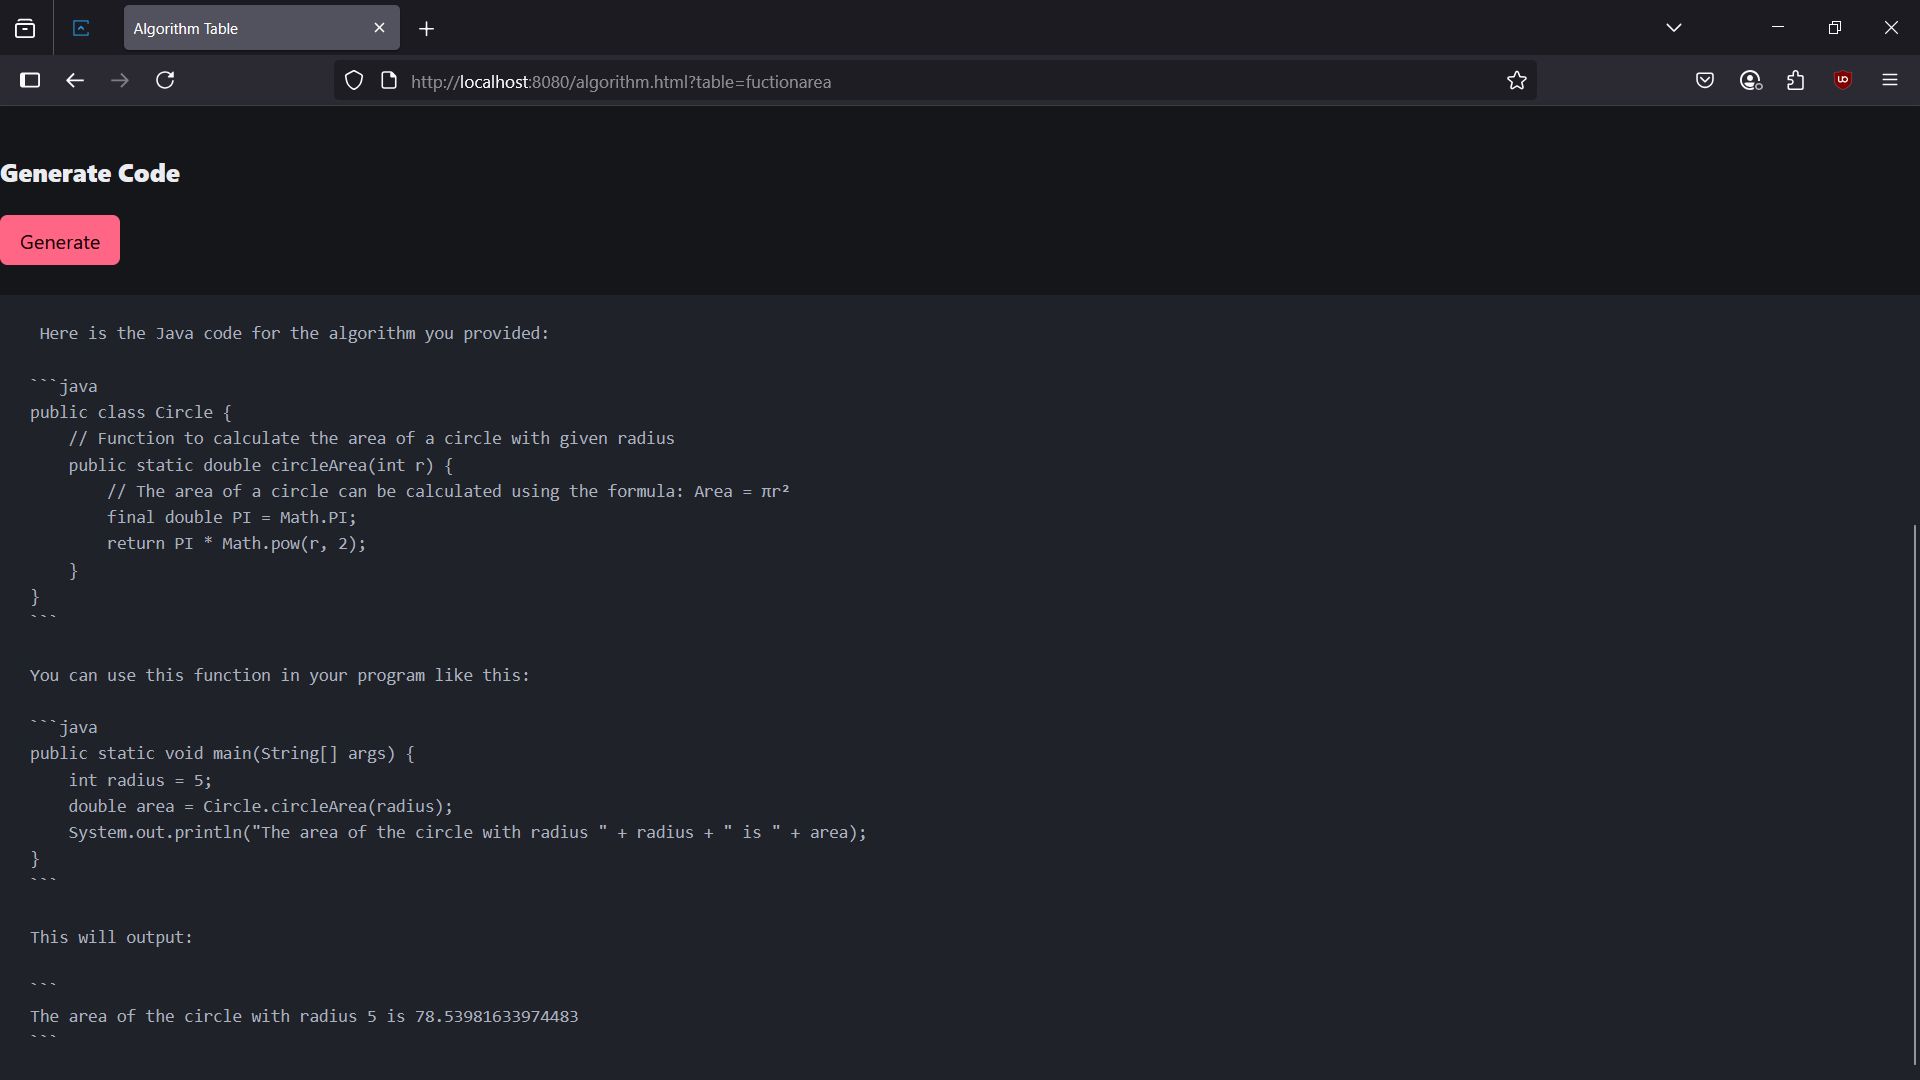 Algorithm Table
http://localhost:8080/algorithm.html?table=fuctionarea
Generate Code
Generate
Here is the Java code for the algorithm you provided:
```java
public class Circle {
    // Function to calculate the area of a circle with given radius
    public static double circleArea(int r) {
        // The area of a circle can be calculated using the formula: Area = πr²
        final double PI = Math.PI;
        return PI * Math.pow(r, 2);
    }
}
```
You can use this function in your program like this:
```java
public static void main(String[] args) {
    int radius = 5;
    double area = Circle.circleArea(radius);
    System.out.println("The area of the circle with radius " + radius + " is " + area);
}
```
This will output:
```
The area of the circle with radius 5 is 78.53981633974483
```